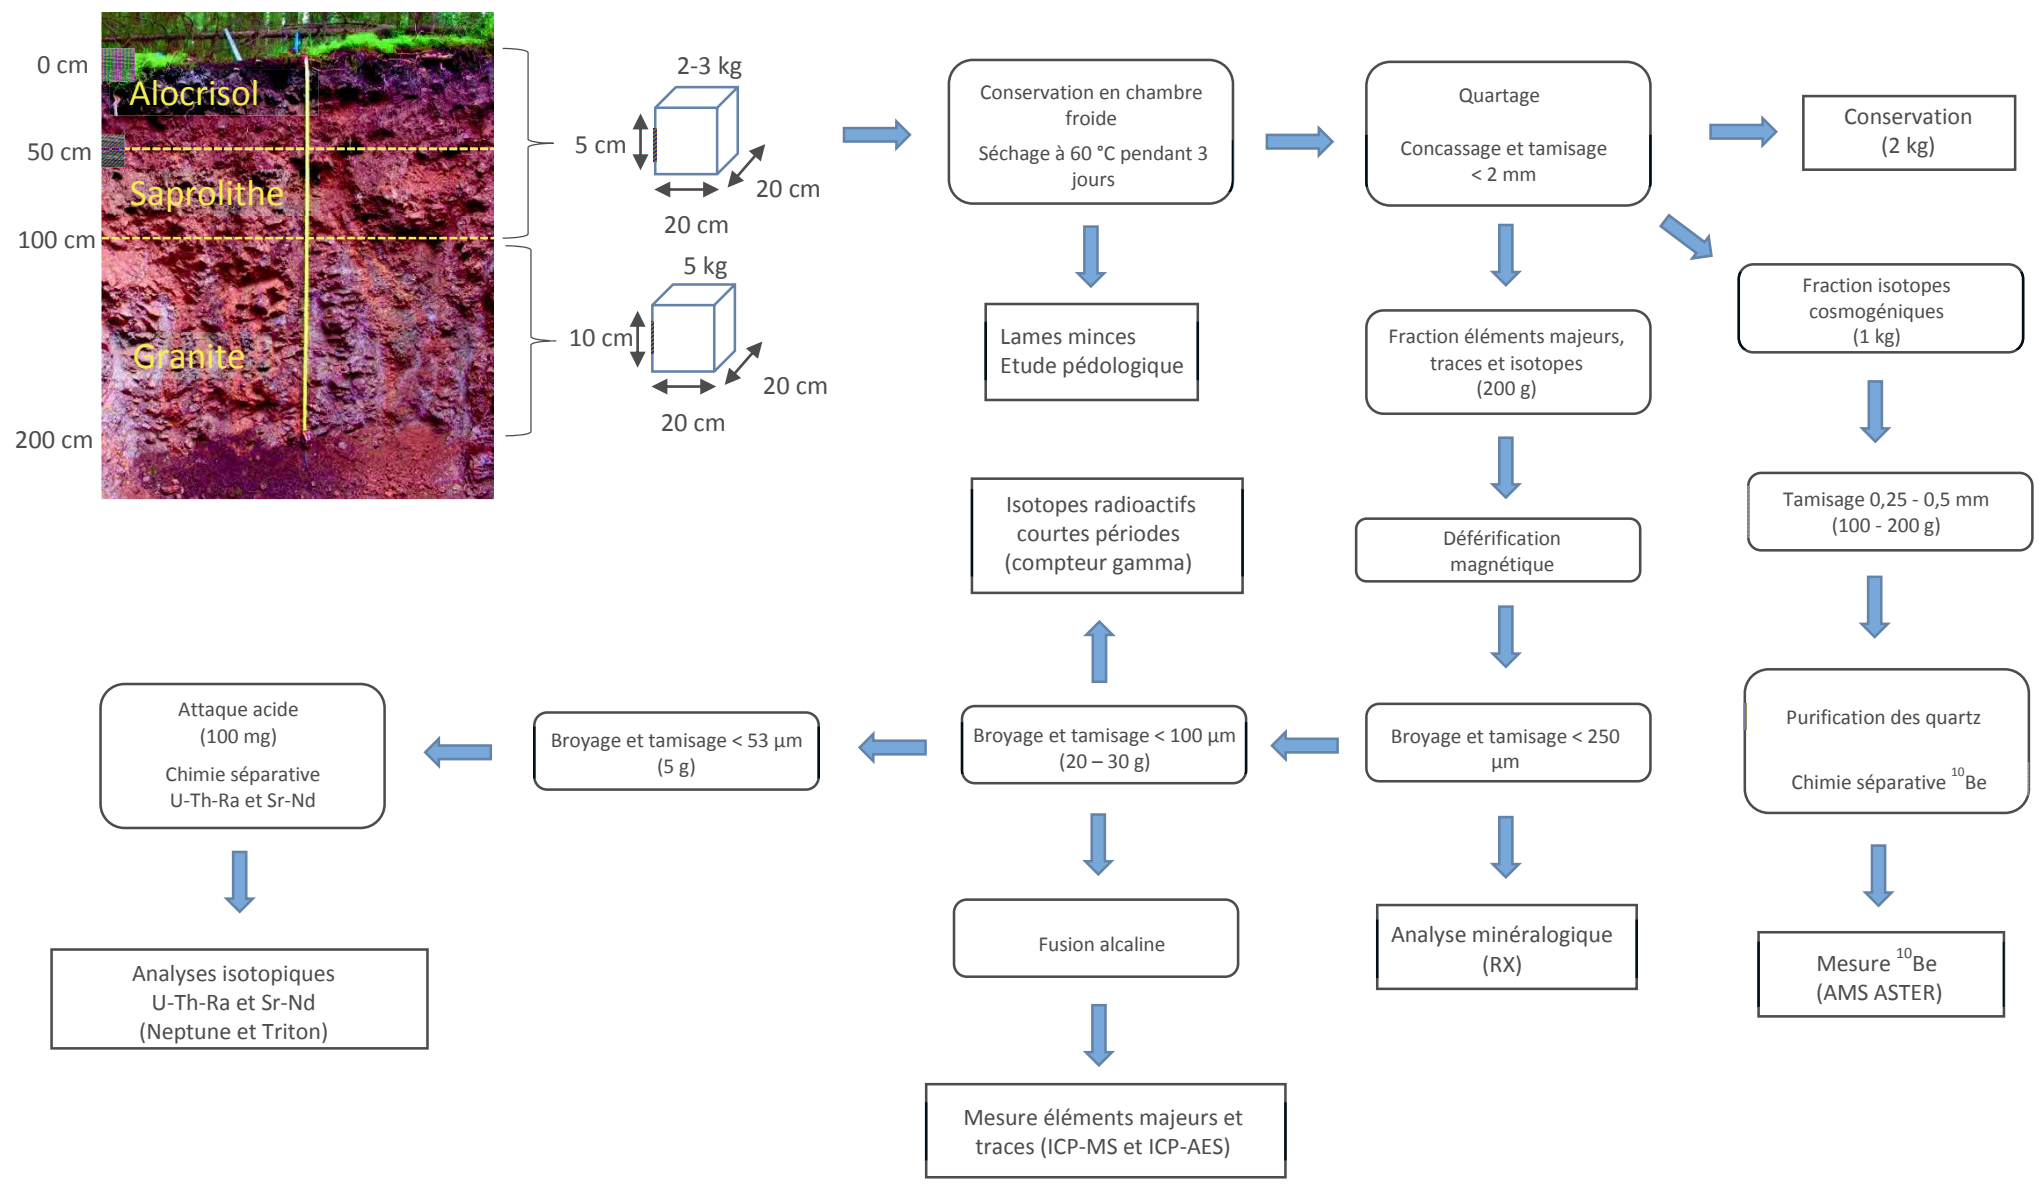 0 cm
Alocrisol
50 cm
Saprolithe
100 cm
Granite
200 cm
2-3 kg
5 cm
20 cm
20 cm
5 kg
10 cm
20 cm
20 cm
Conservation en chambre
froide
Séchage à 60 °C pendant 3
jours
Quartage
Concassage et tamisage
< 2 mm
Conservation
(2 kg)
Lames minces
Etude pédologique
Fraction éléments majeurs,
traces et isotopes
(200 g)
Fraction isotopes
cosmogéniques
(1 kg)
Isotopes radioactifs
courtes périodes
(compteur gamma)
Déférification
magnétique
Tamisage 0,25 - 0,5 mm
(100 - 200 g)
Attaque acide
(100 mg)
Chimie séparative
U-Th-Ra et Sr-Nd
Broyage et tamisage < 53 µm
(5 g)
Broyage et tamisage < 100 µm
(20 – 30 g)
Broyage et tamisage < 250
µm
Purification des quartz
Chimie séparative ¹⁰Be
Analyses isotopiques
U-Th-Ra et Sr-Nd
(Neptune et Triton)
Fusion alcaline
Analyse minéralogique
(RX)
Mesure ¹⁰Be
(AMS ASTER)
Mesure éléments majeurs et
traces (ICP-MS et ICP-AES)